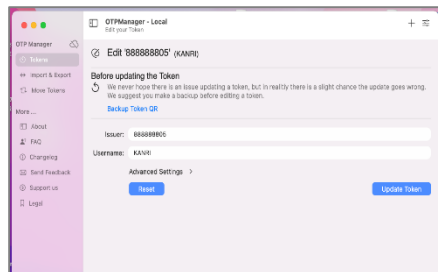 OTPManager - Local
Edit your Token
OTP Manager
Tokens
Import & Export
Move Tokens
More...
About
FAQ
Changelog
Send Feedback
Support us
Legal
Edit '888888805' (KANRI)
Before updating the Token
We never hope there is an issue updating a token, but in reality there is a slight chance the update goes wrong.
We suggest you make a backup before editing a token.
Backup Token QR
Issuer: 888888805
Username: KANRI
Advanced Settings >
Reset
Update Token